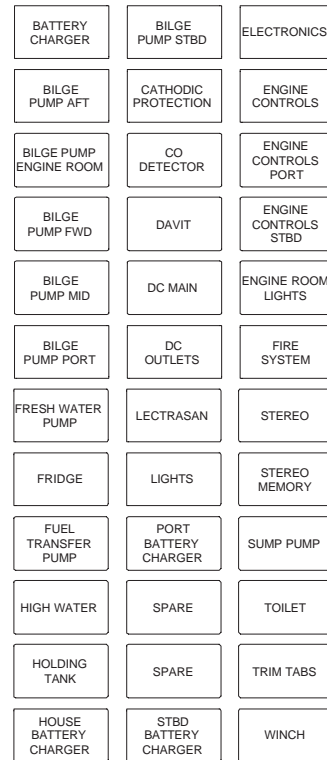 BATTERY
CHARGER
BILGE
PUMP AFT
BILGE PUMP
ENGINE ROOM
BILGE
PUMP FWD
BILGE
PUMP MID
BILGE
PUMP PORT
FRESH WATER
PUMP
FRIDGE
FUEL
TRANSFER
PUMP
HIGH WATER
HOLDING
TANK
HOUSE
BATTERY
CHARGER
BILGE
PUMP STBD
CATHODIC
PROTECTION
CO
DETECTOR
DAVIT
DC MAIN
DC
OUTLETS
LECTRASAN
LIGHTS
PORT
BATTERY
CHARGER
SPARE
SPARE
STBD
BATTERY
CHARGER
ELECTRONICS
ENGINE
CONTROLS
ENGINE
CONTROLS
PORT
ENGINE
CONTROLS
STBD
ENGINE ROOM
LIGHTS
FIRE
SYSTEM
STEREO
STEREO
MEMORY
SUMP PUMP
TOILET
TRIM TABS
WINCH